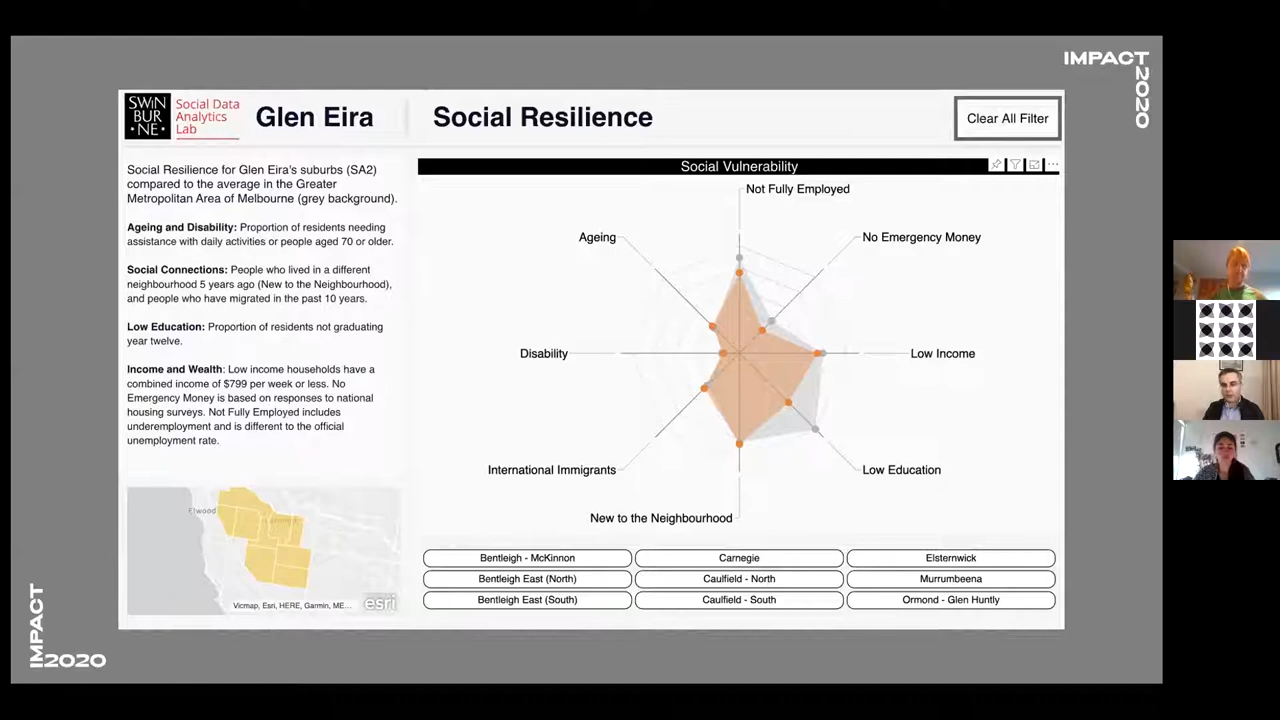 IMPACT
2020
SWIN
BUR
NE
Social Data
Analytics
Lab
Glen Eira
Social Resilience
Clear All Filter
Social Resilience for Glen Eira's suburbs (SA2)
compared to the average in the Greater
Metropolitan Area of Melbourne (grey background).
Ageing and Disability: Proportion of residents needing
assistance with daily activities or people aged 70 or older.
Social Connections: People who lived in a different
neighbourhood 5 years ago (New to the Neighbourhood),
and people who have migrated in the past 10 years.
Low Education: Proportion of residents not graduating
year twelve.
Income and Wealth: Low income households have a
combined income of $799 per week or less. No
Emergency Money is based on responses to national
housing surveys. Not Fully Employed includes
underemployment and is different to the official
unemployment rate.
Elwood
Vicmap, Esri, HERE, Garmin, ME...
esri
Social Vulnerability
Not Fully Employed
Ageing
No Emergency Money
Disability
Low Income
International Immigrants
Low Education
New to the Neighbourhood
Bentleigh - McKinnon
Carnegie
Elsternwick
Bentleigh East (North)
Caulfield - North
Murrumbeena
Bentleigh East (South)
Caulfield - South
Ormond - Glen Huntly
IMPACT
2020